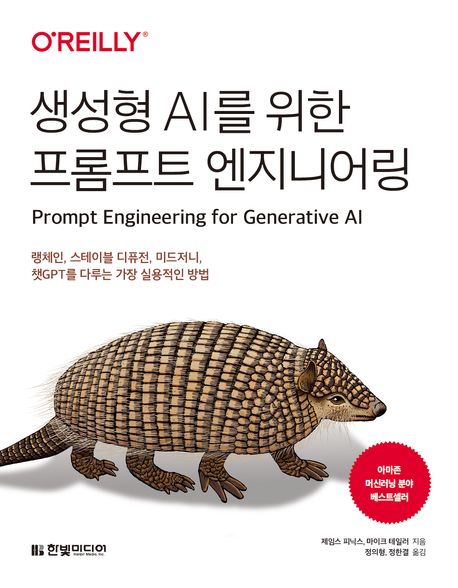 O'REILLY®
생성형 AI를 위한
프롬프트 엔지니어링
Prompt Engineering for Generative AI
랭체인, 스테이블 디퓨전, 미드저니,
챗GPT를 다루는 가장 실용적인 방법
아마존
머신러닝 분야
베스트셀러
제임스 피닉스, 마이크 테일러 지음
정의형, 정한결 옮김
한빛미디어
Hanbit Media, Inc.